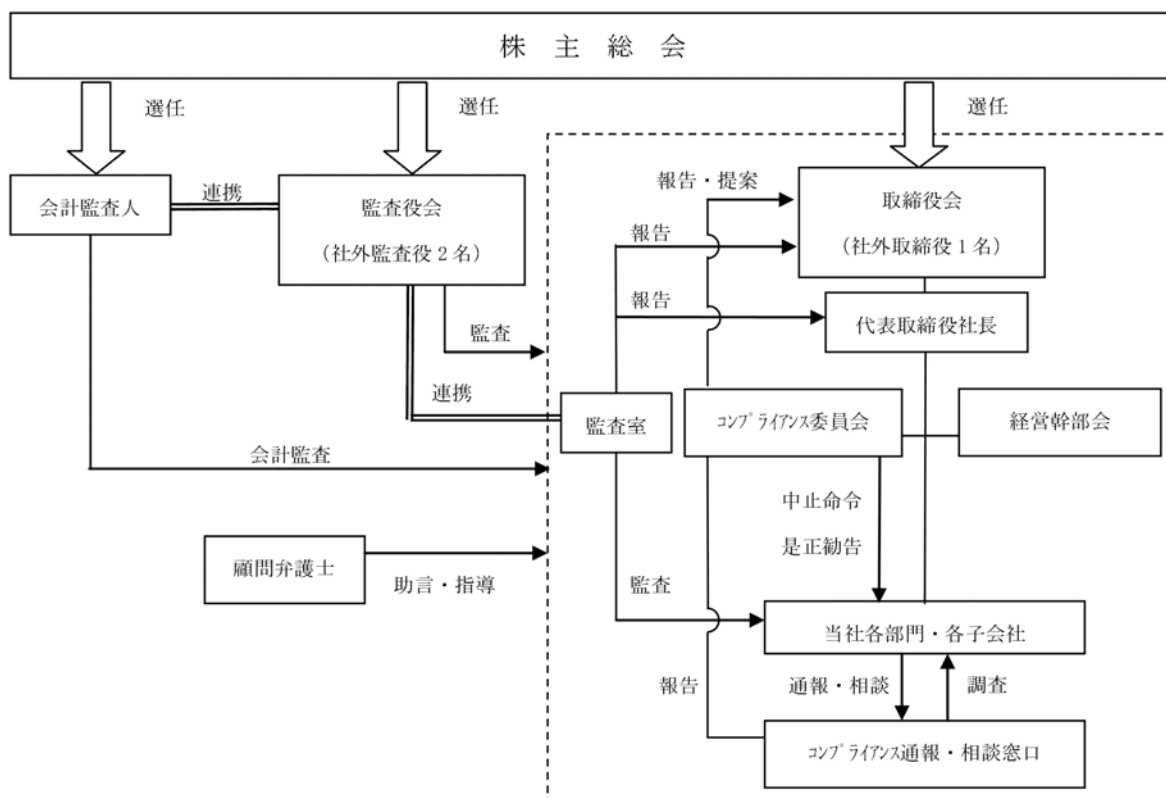 株 主 総 会
選任
選任
選任
会計監査人
連携
監査役会
（社外監査役２名）
報告・提案
取締役会
（社外取締役１名）
報告
報告
代表取締役社長
監査
連携
監査室
ｺﾝﾌﾟﾗｲｱﾝｽ委員会
経営幹部会
会計監査
中止命令
是正勧告
顧問弁護士
助言・指導
監査
当社各部門・各子会社
報告
通報・相談
調査
ｺﾝﾌﾟﾗｲｱﾝｽ通報・相談窓口